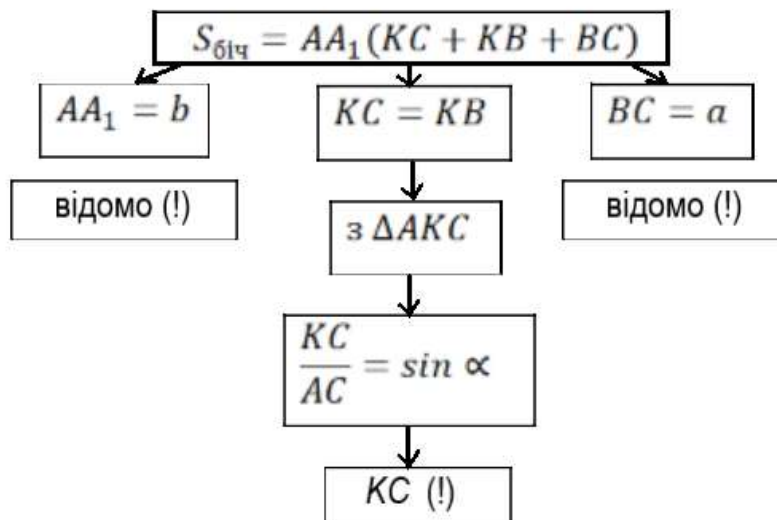 S_біч = AA₁(KC + KB + BC)
AA₁ = b
KC = KB
BC = a
відомо (!)
відомо (!)
з ΔAKC
KC/AC = sin ∝
KC (!)